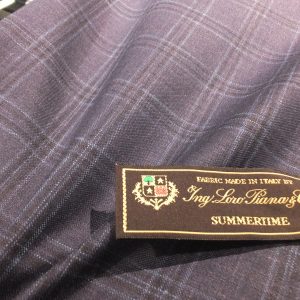 FABRIC MADE IN ITALY BY
Ing. Loro Piana & C
SUMMERTIME